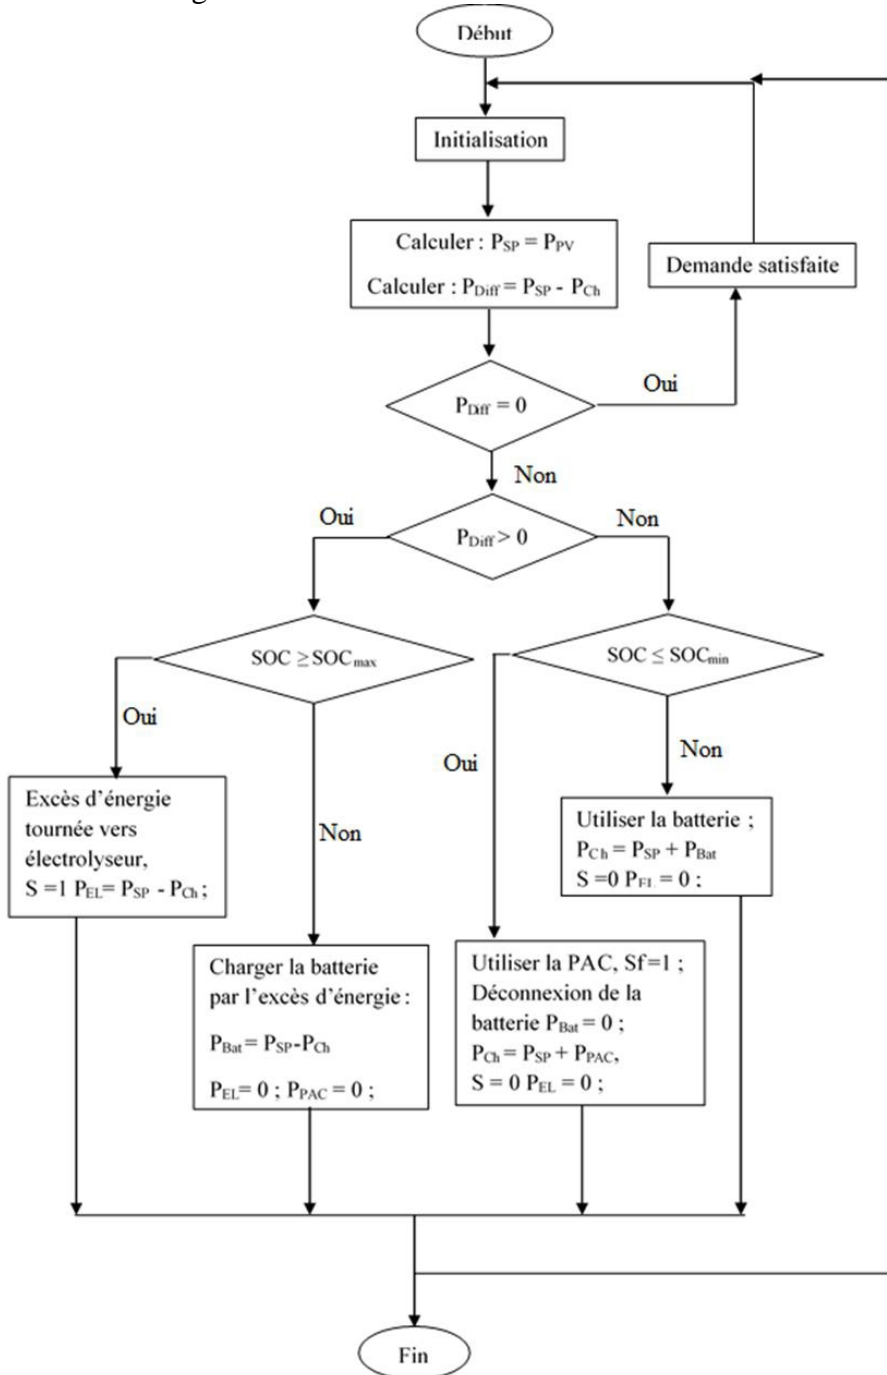 Début
Initialisation
Calculer : P_SP = P_PV
Calculer : P_Diff = P_SP - P_Ch
Demande satisfaite
P_Diff = 0
Oui
Non
P_Diff > 0
Oui
Non
SOC ≥ SOC_max
SOC ≤ SOC_min
Oui
Non
Oui
Non
Excès d'énergie
tournée vers
électrolyseur,
S =1 P_EL= P_SP - P_Ch ;
Charger la batterie
par l'excès d'énergie :
P_Bat = P_SP-P_Ch
P_EL= 0 ; P_PAC = 0 ;
Utiliser la PAC, Sf=1 ;
Déconnexion de la
batterie P_Bat = 0 ;
P_Ch = P_SP + P_PAC,
S = 0 P_EL = 0 ;
Utiliser la batterie ;
P_Ch = P_SP + P_Bat
S =0 P_EL = 0 ;
Fin